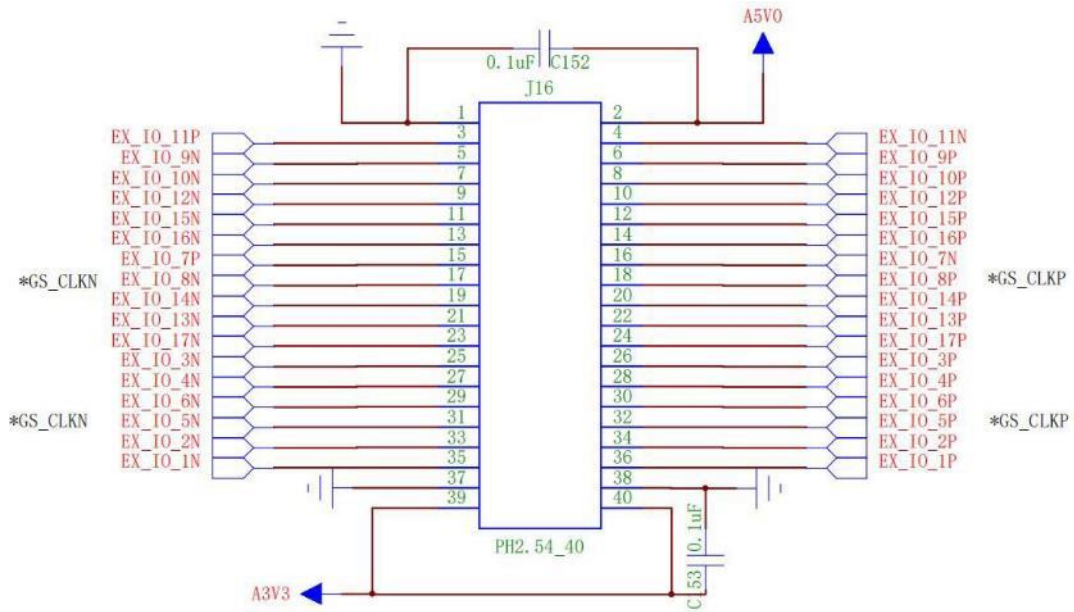 A5V0
0.1uF C152
J16
1 2
3 4
EX_IO_11P EX_IO_11N
5 6
EX_IO_9N EX_IO_9P
7 8
EX_IO_10N EX_IO_10P
9 10
EX_IO_12N EX_IO_12P
11 12
EX_IO_15N EX_IO_15P
13 14
EX_IO_16N EX_IO_16P
15 16
EX_IO_7P EX_IO_7N
17 18
*GS_CLKN EX_IO_8N EX_IO_8P *GS_CLKP
19 20
EX_IO_14N EX_IO_14P
21 22
EX_IO_13N EX_IO_13P
23 24
EX_IO_17N EX_IO_17P
25 26
EX_IO_3N EX_IO_3P
27 28
EX_IO_4N EX_IO_4P
29 30
EX_IO_6N EX_IO_6P
31 32
*GS_CLKN EX_IO_5N EX_IO_5P *GS_CLKP
33 34
EX_IO_2N EX_IO_2P
35 36
EX_IO_1N EX_IO_1P
37 38
39 40
PH2.54_40
C153 0.1uF
A3V3